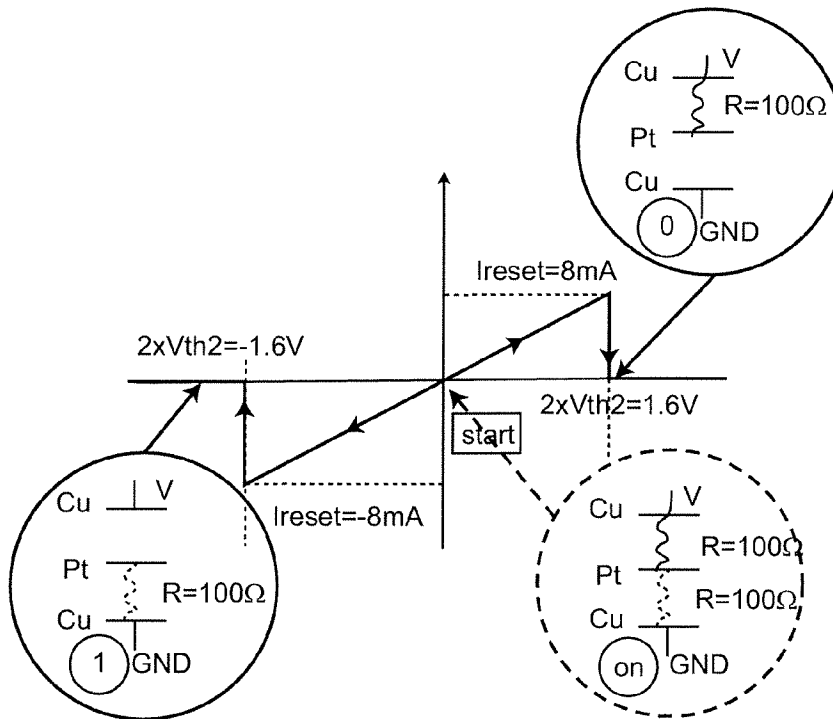 Cu V
R=100Ω
Pt
Cu
0 GND
Ireset=8mA
2xVth2=-1.6V
2xVth2=1.6V
start
Ireset=-8mA
Cu V
Pt
R=100Ω
Cu
1 GND
Cu V
R=100Ω
Pt
R=100Ω
Cu
on GND